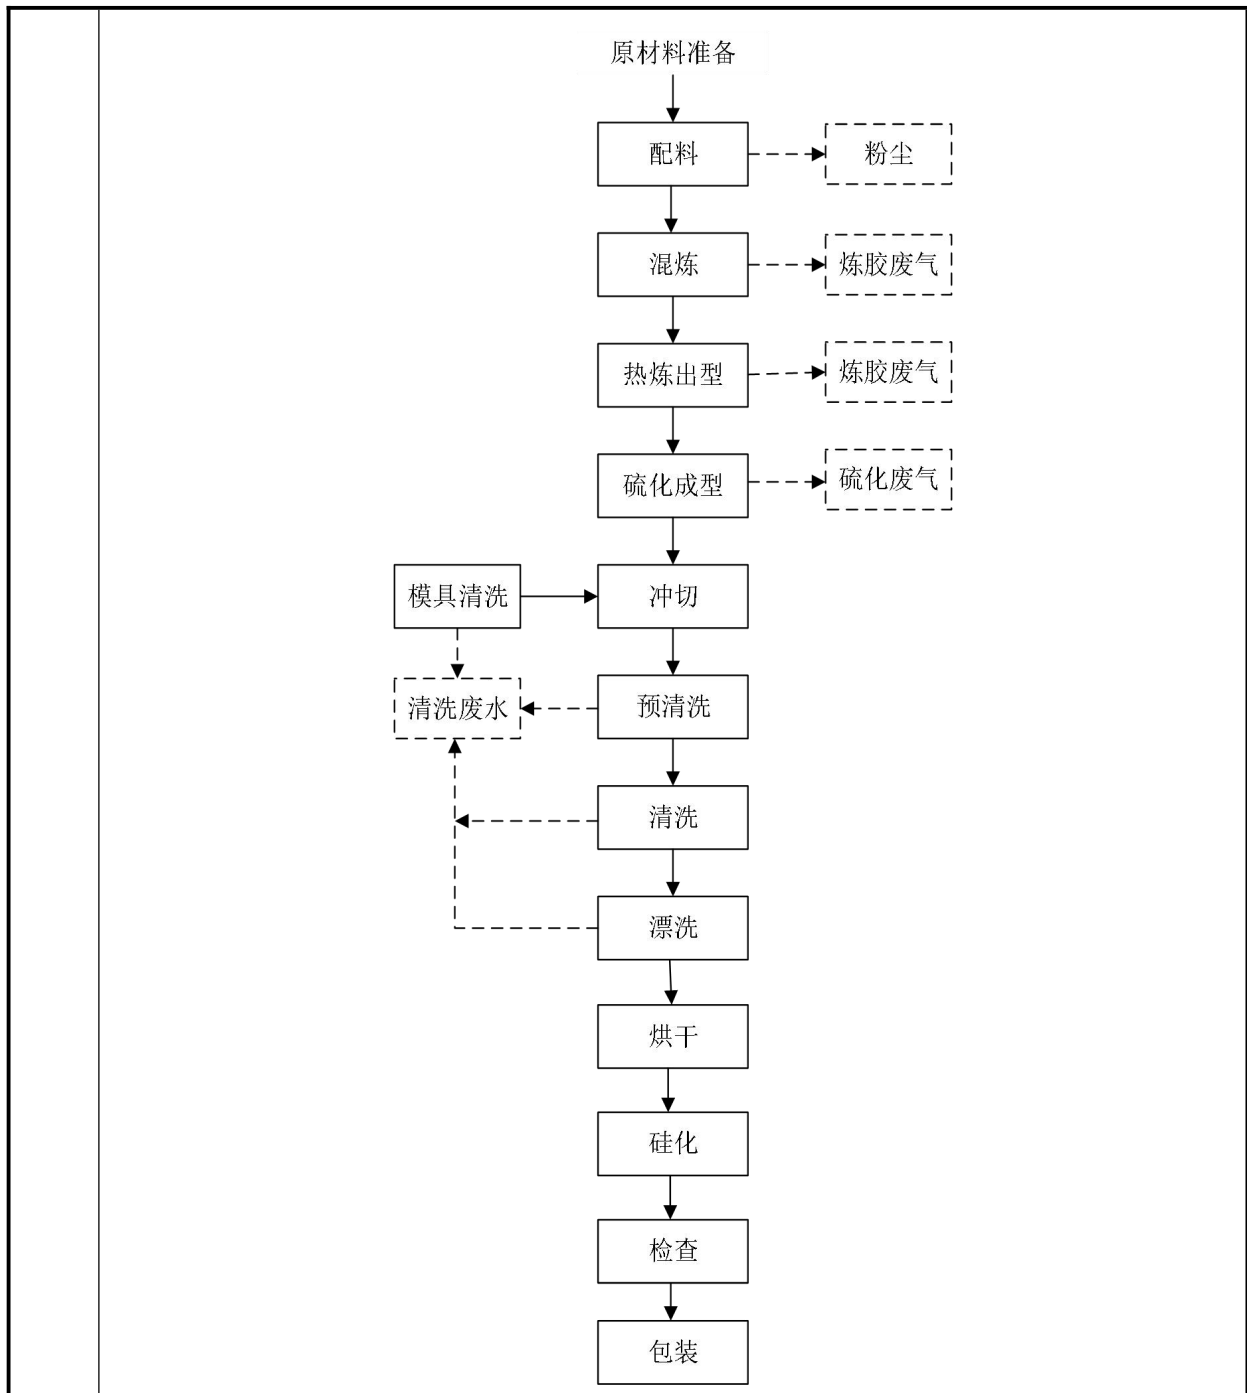 原材料准备
配料
粉尘
混炼
炼胶废气
热炼出型
炼胶废气
硫化成型
硫化废气
模具清洗
冲切
清洗废水
预清洗
清洗
漂洗
烘干
硅化
检查
包装